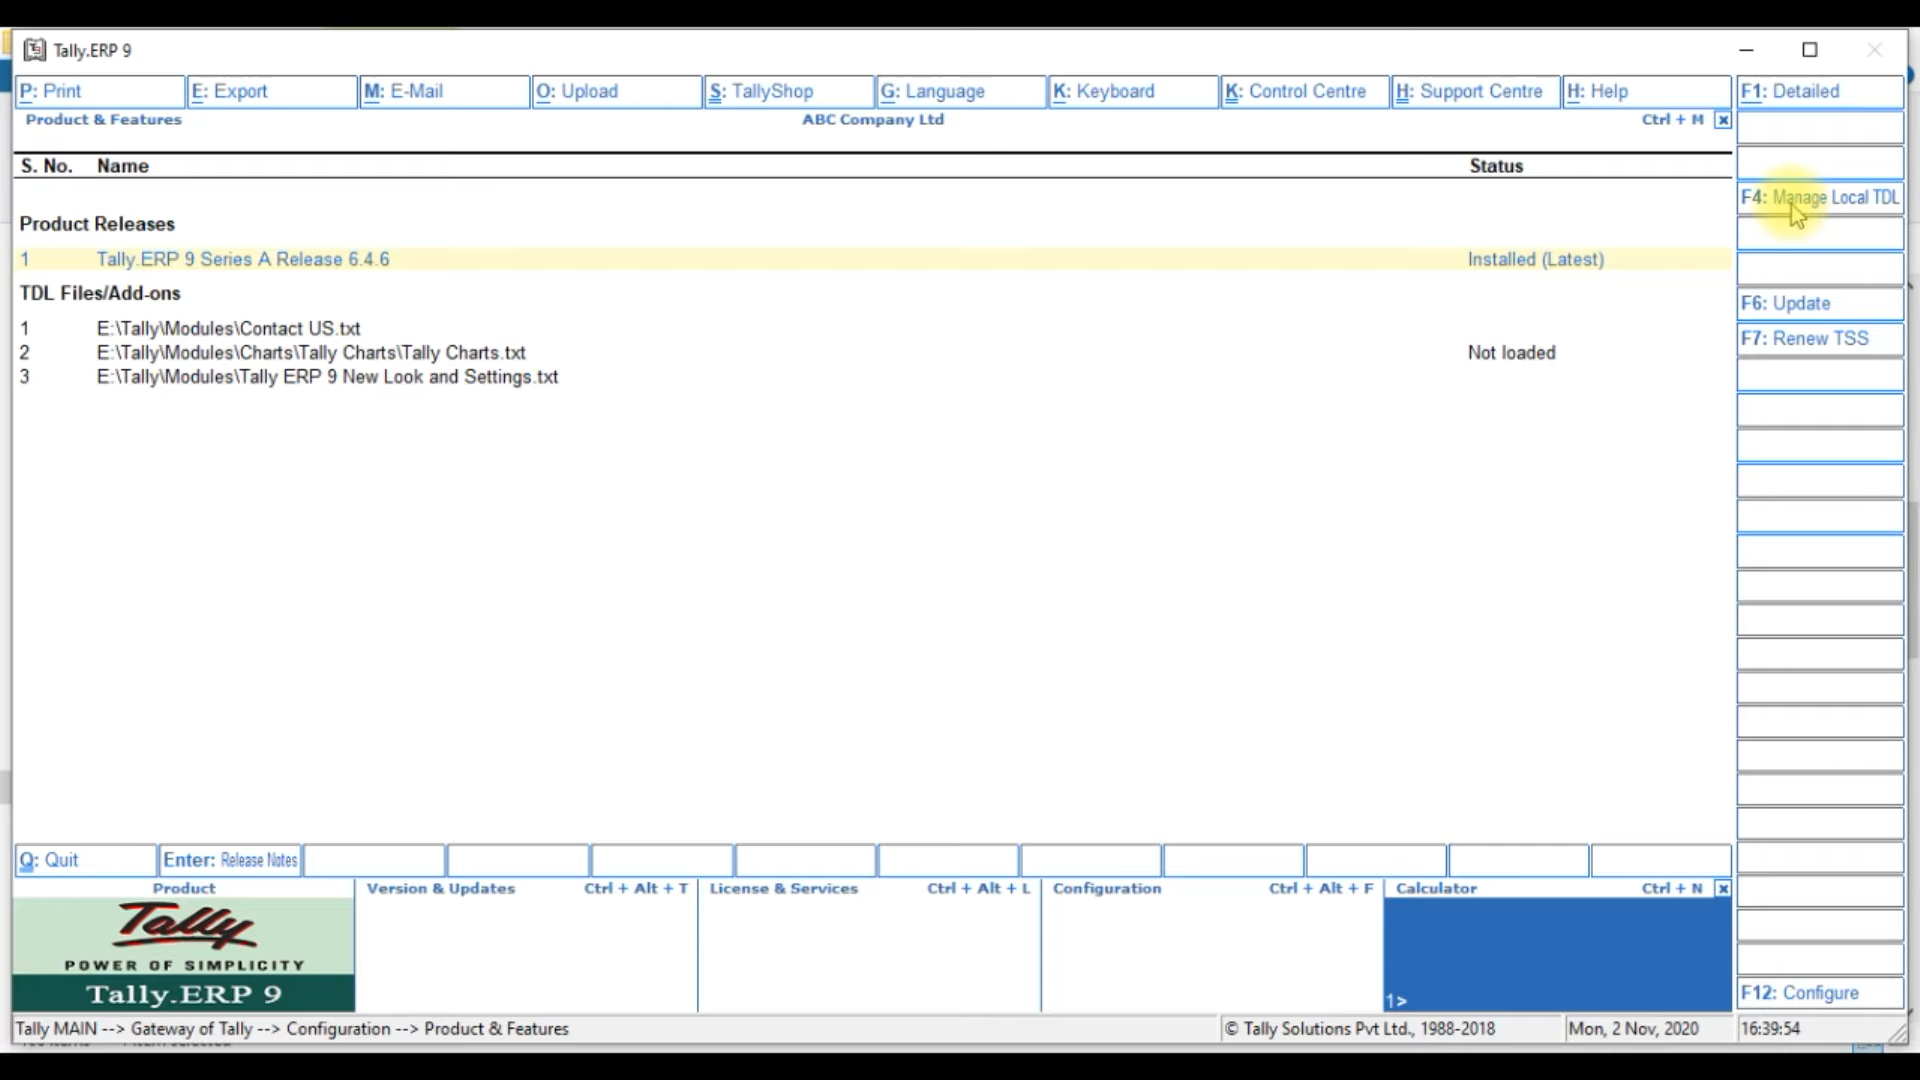 Tally.ERP 9
P: Print E: Export M: E-Mail O: Upload S: TallyShop G: Language K: Keyboard K: Control Centre H: Support Centre H: Help F1: Detailed
Product & Features ABC Company Ltd Ctrl + M
S. No. Name Status
F4: Manage Local TDL
Product Releases
1 Tally.ERP 9 Series A Release 6.4.6 Installed (Latest)
TDL Files/Add-ons
F6: Update
1 E:\Tally\Modules\Contact US.txt
F7: Renew TSS
2 E:\Tally\Modules\Charts\Tally Charts\Tally Charts.txt Not loaded
3 E:\Tally\Modules\Tally ERP 9 New Look and Settings.txt
Q: Quit Enter: Release Notes
Product Version & Updates Ctrl + Alt + T License & Services Ctrl + Alt + L Configuration Ctrl + Alt + F Calculator Ctrl + N
Tally
POWER OF SIMPLICITY
Tally.ERP 9
1>
F12: Configure
Tally MAIN --> Gateway of Tally --> Configuration --> Product & Features © Tally Solutions Pvt Ltd., 1988-2018 Mon, 2 Nov, 2020 16:39:54